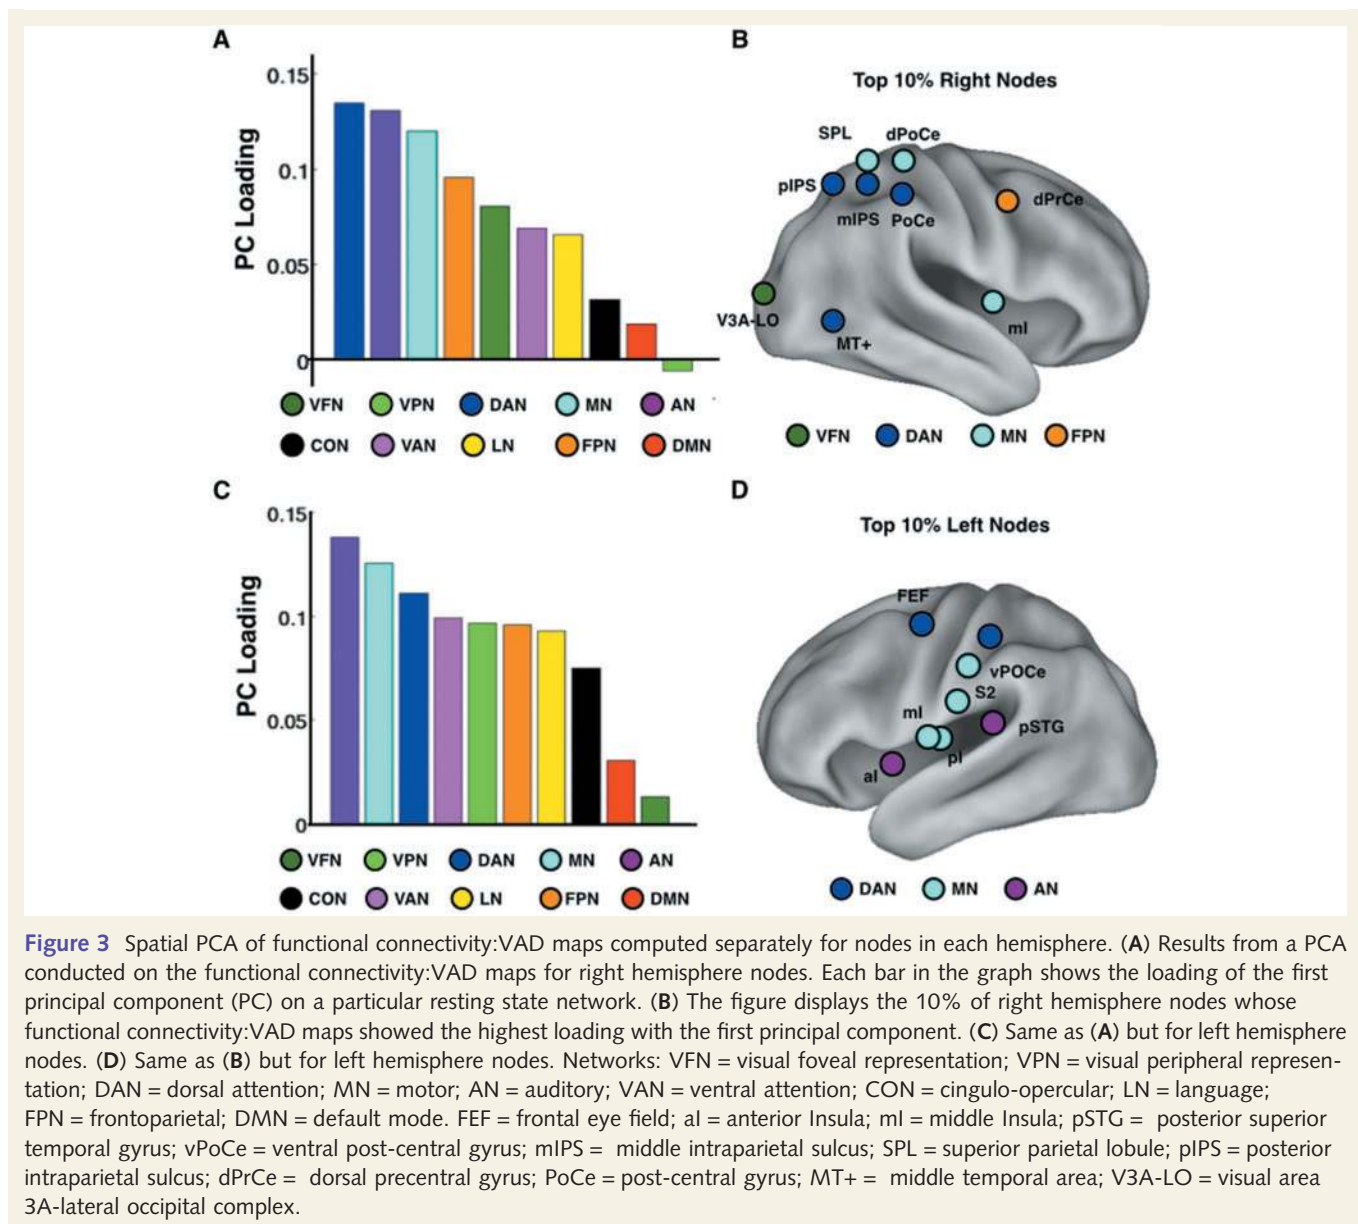 A
0.15
0.1
0.05
0
PC Loading
VFN VPN DAN MN AN
CON VAN LN FPN DMN
B
Top 10% Right Nodes
SPL dPoCe
pIPS
mIPS PoCe
dPrCe
V3A-LO
MT+
mI
VFN DAN MN FPN
C
0.15
0.1
0.05
0
PC Loading
VFN VPN DAN MN AN
CON VAN LN FPN DMN
D
Top 10% Left Nodes
FEF
vPOCe
S2
mI
pSTG
pI
aI
DAN MN AN
Figure 3 Spatial PCA of functional connectivity:VAD maps computed separately for nodes in each hemisphere. (A) Results from a PCA
conducted on the functional connectivity:VAD maps for right hemisphere nodes. Each bar in the graph shows the loading of the first
principal component (PC) on a particular resting state network. (B) The figure displays the 10% of right hemisphere nodes whose
functional connectivity:VAD maps showed the highest loading with the first principal component. (C) Same as (A) but for left hemisphere
nodes. (D) Same as (B) but for left hemisphere nodes. Networks: VFN = visual foveal representation; VPN = visual peripheral represen-
tation; DAN = dorsal attention; MN = motor; AN = auditory; VAN = ventral attention; CON = cingulo-opercular; LN = language;
FPN = frontoparietal; DMN = default mode. FEF = frontal eye field; aI = anterior Insula; mI = middle Insula; pSTG = posterior superior
temporal gyrus; vPoCe = ventral post-central gyrus; mIPS = middle intraparietal sulcus; SPL = superior parietal lobule; pIPS = posterior
intraparietal sulcus; dPrCe = dorsal precentral gyrus; PoCe = post-central gyrus; MT+ = middle temporal area; V3A-LO = visual area
3A-lateral occipital complex.